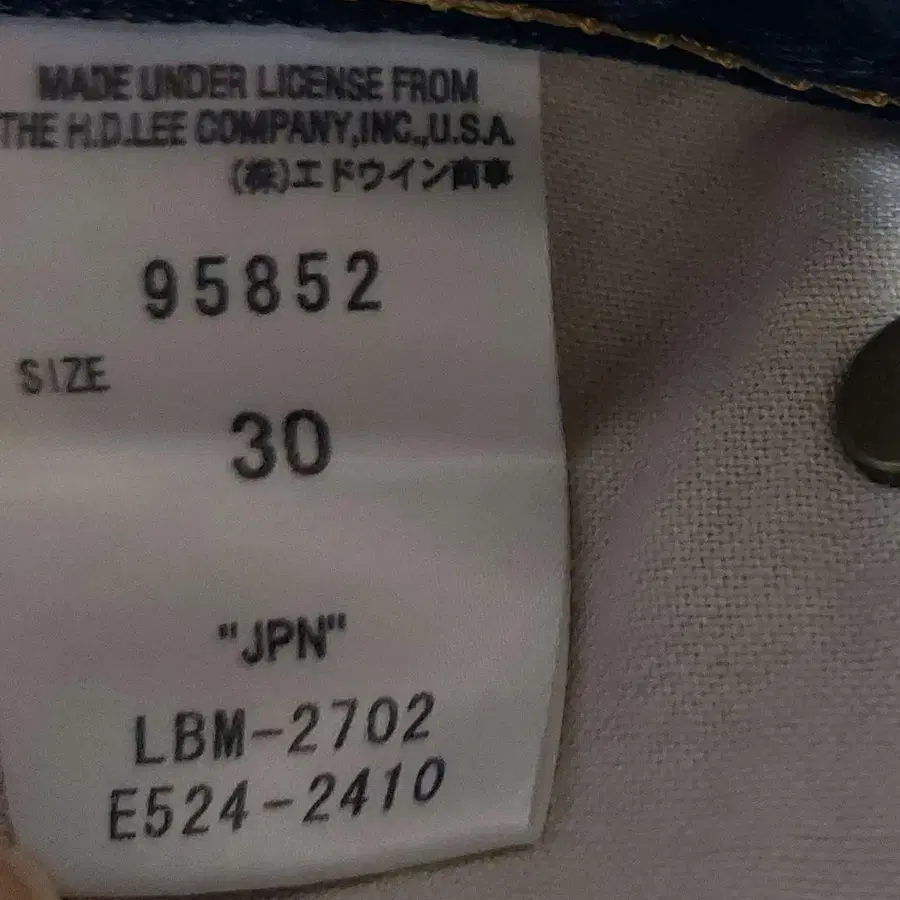 MADE UNDER LICENSE FROM
THE H.D.LEE COMPANY,INC.,U.S.A.
(株)エドウイン商事
95852
SIZE
30
"JPN"
LBM-2702
E524-2410